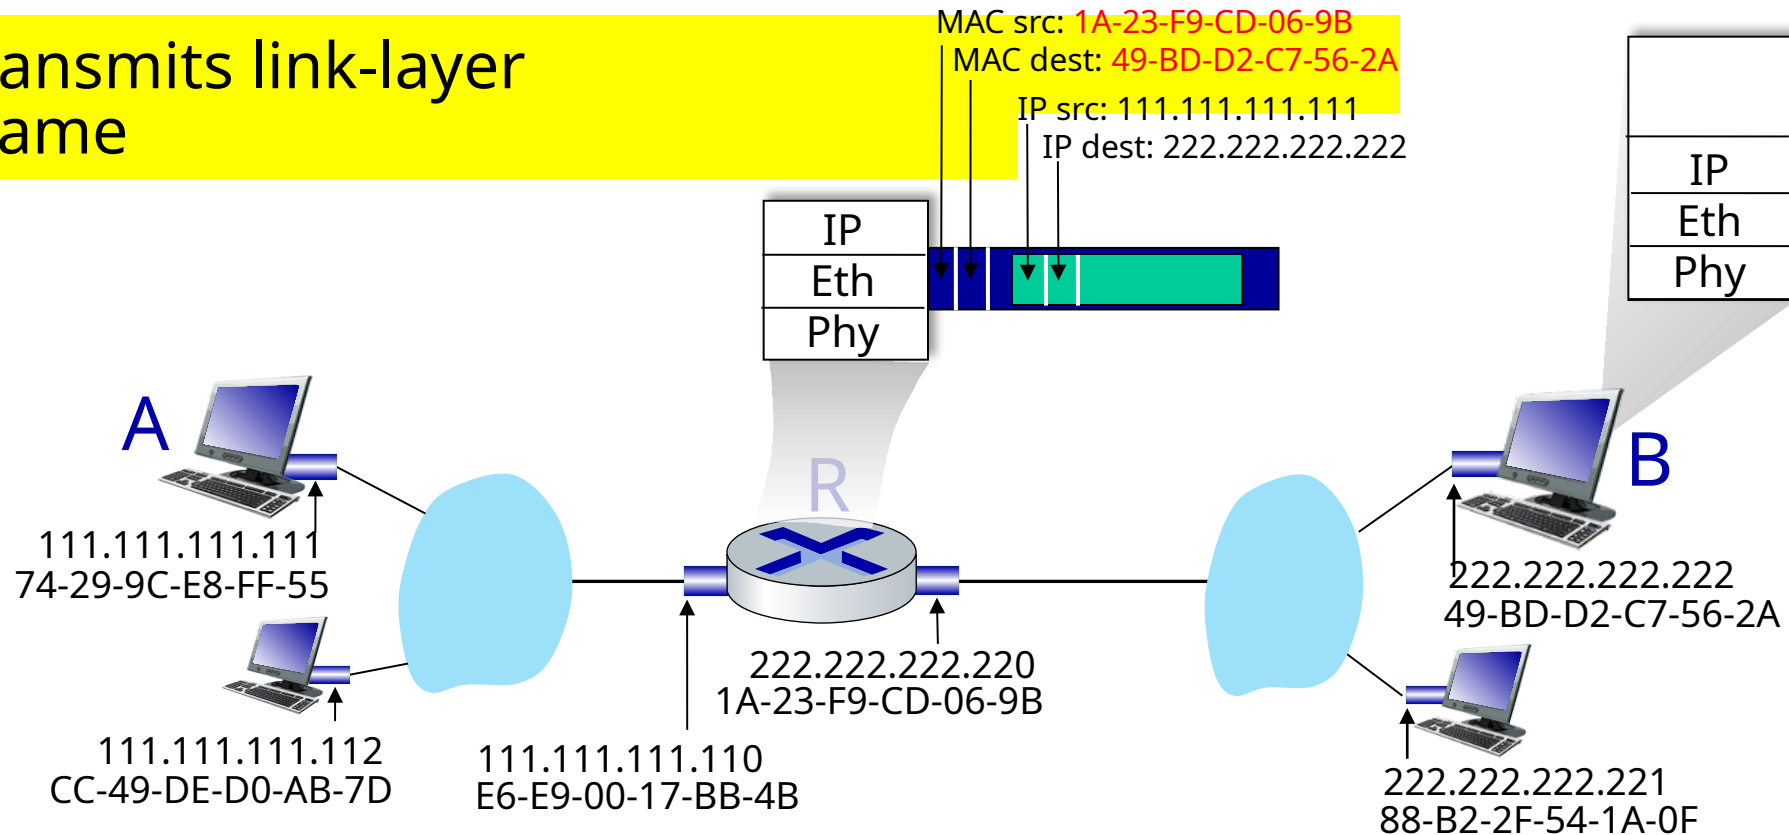 ansmits link-layer
ame
MAC src: 1A-23-F9-CD-06-9B
MAC dest: 49-BD-D2-C7-56-2A
IP src: 111.111.111.111
IP dest: 222.222.222.222
IP
Eth
Phy
IP
Eth
Phy
A
R
B
111.111.111.111
74-29-9C-E8-FF-55
222.222.222.222
49-BD-D2-C7-56-2A
222.222.222.220
1A-23-F9-CD-06-9B
111.111.111.112
CC-49-DE-D0-AB-7D
111.111.111.110
E6-E9-00-17-BB-4B
222.222.222.221
88-B2-2F-54-1A-0F